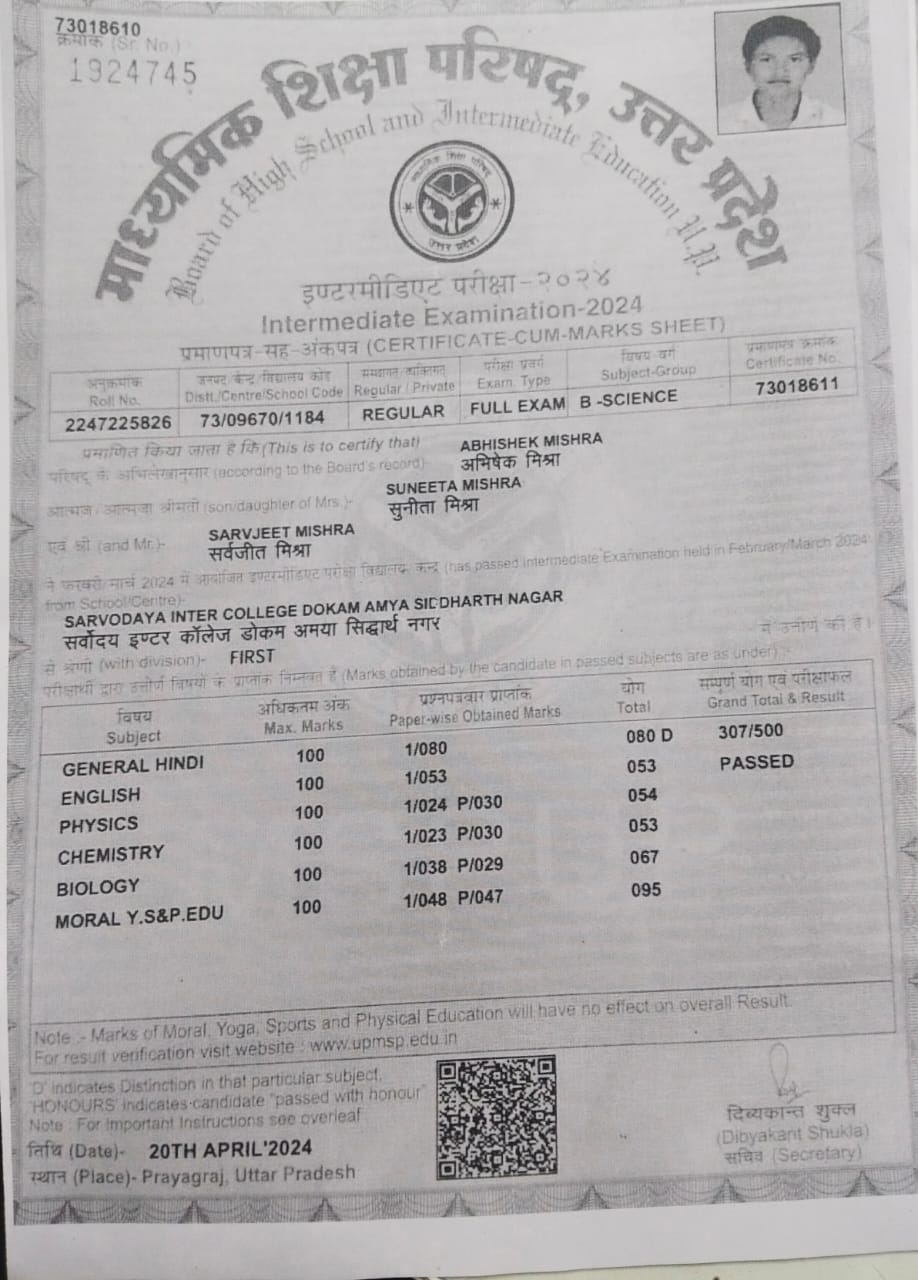 73018610
क्रमांक (Sr. No.)
1924745
माध्यमिक शिक्षा परिषद्, उत्तर प्रदेश
Board of High School and Intermediate Education U.P.
माध्यमिक शिक्षा परिषद
उत्तर प्रदेश
इण्टरमीडिएट परीक्षा-२०२४
Intermediate Examination-2024
प्रमाणपत्र-सह-अंकपत्र (CERTIFICATE-CUM-MARKS SHEET)
अनुक्रमांक जनपद/केन्द्र/विद्यालय कोड संस्थागत/व्यक्तिगत परीक्षा प्रवर्ग विषय वर्ग प्रमाणपत्र क्रमांक
Roll No. Distt./Centre/School Code Regular / Private Exam. Type Subject-Group Certificate No.
2247225826 73/09670/1184 REGULAR FULL EXAM B -SCIENCE 73018611
प्रमाणित किया जाता है कि (This is to certify that) ABHISHEK MISHRA
परिषद् के अभिलेखानुसार (according to the Board's record) अभिषेक मिश्रा
SUNEETA MISHRA
आत्मज/आत्मजा श्रीमती (son/daughter of Mrs.)- सुनीता मिश्रा
SARVJEET MISHRA
एवं श्री (and Mr.)- सर्वजीत मिश्रा
ने फरवरी/मार्च 2024 में आयोजित इण्टरमीडिएट परीक्षा विद्यालय/केन्द्र (has passed Intermediate Examination held in February/March 2024
from School/Centre)-
SARVODAYA INTER COLLEGE DOKAM AMYA SIDDHARTH NAGAR
सर्वोदय इण्टर कॉलेज डोकम अमया सिद्धार्थ नगर
से श्रेणी (with division)- FIRST में उत्तीर्ण की है।
परीक्षार्थी द्वारा उत्तीर्ण विषयों के प्राप्तांक निम्नवत हैं (Marks obtained by the candidate in passed subjects are as under) :-
विषय अधिकतम अंक प्रश्नपत्रवार प्राप्तांक योग सम्पूर्ण योग एवं परीक्षाफल
Subject Max. Marks Paper-wise Obtained Marks Total Grand Total & Result
GENERAL HINDI 100 1/080 080 D 307/500
ENGLISH 100 1/053 053 PASSED
PHYSICS 100 1/024 P/030 054
CHEMISTRY 100 1/023 P/030 053
BIOLOGY 100 1/038 P/029 067
MORAL Y.S&P.EDU 100 1/048 P/047 095
Note :- Marks of Moral, Yoga, Sports and Physical Education will have no effect on overall Result.
For result verification visit website : www.upmsp.edu.in
'D' indicates Distinction in that particular subject.
'HONOURS' indicates candidate "passed with honour"
Note : For Important Instructions see overleaf
तिथि (Date)- 20TH APRIL'2024
स्थान (Place)- Prayagraj, Uttar Pradesh
दिव्यकान्त शुक्ल
(Dibyakant Shukla)
सचिव (Secretary)